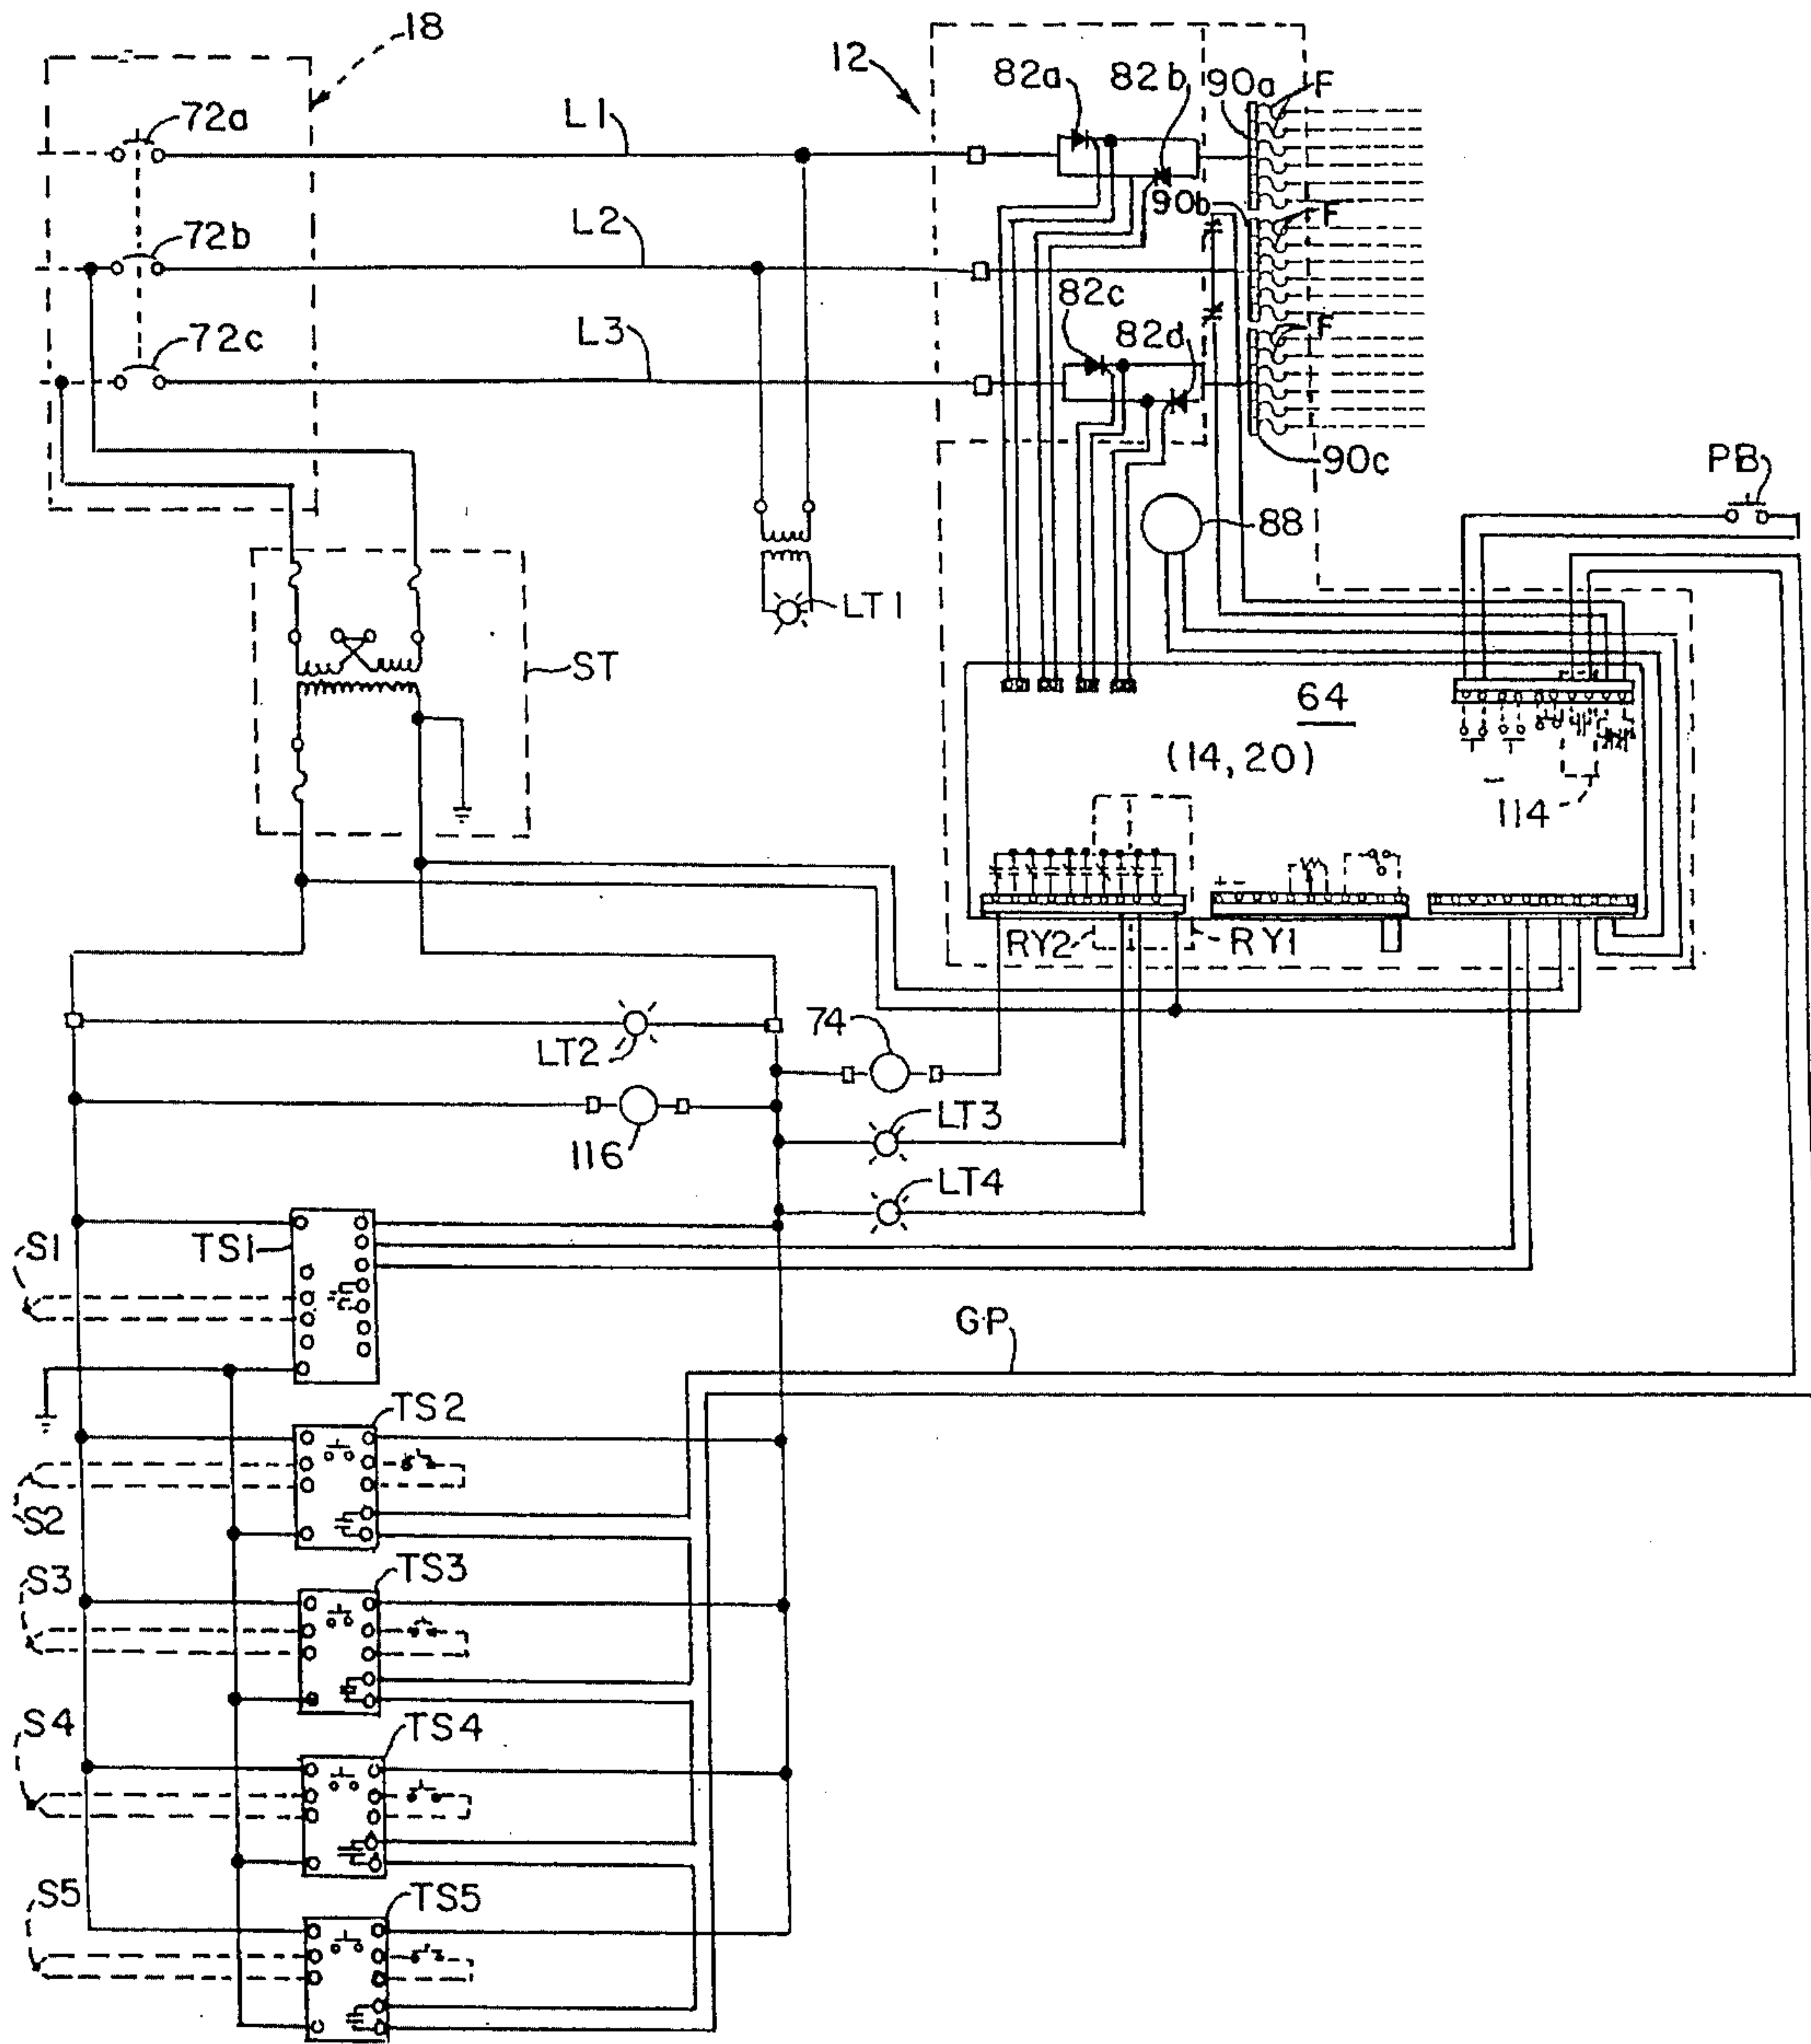 18
12
82a
82b
90a
F
72a
L1
90b
F
72b
L2
82c
F
72c
L3
82d
90c
PB
88
LT1
ST
64
(14, 20)
114
RY2
RY1
74
LT2
LT3
116
LT4
S1
TS1
GP
TS2
S2
TS3
S3
S4
TS4
S5
TS5